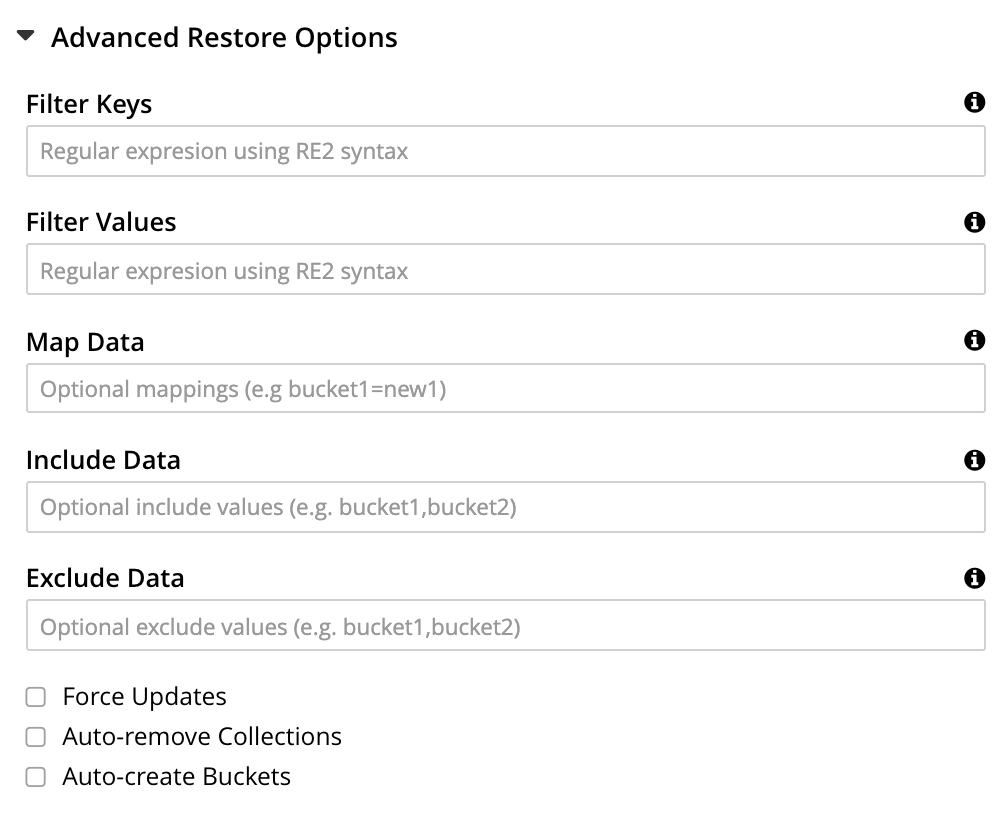 Advanced Restore Options
Filter Keys
Regular expresion using RE2 syntax
Filter Values
Regular expresion using RE2 syntax
Map Data
Optional mappings (e.g bucket1=new1)
Include Data
Optional include values (e.g. bucket1,bucket2)
Exclude Data
Optional exclude values (e.g. bucket1,bucket2)
Force Updates
Auto-remove Collections
Auto-create Buckets